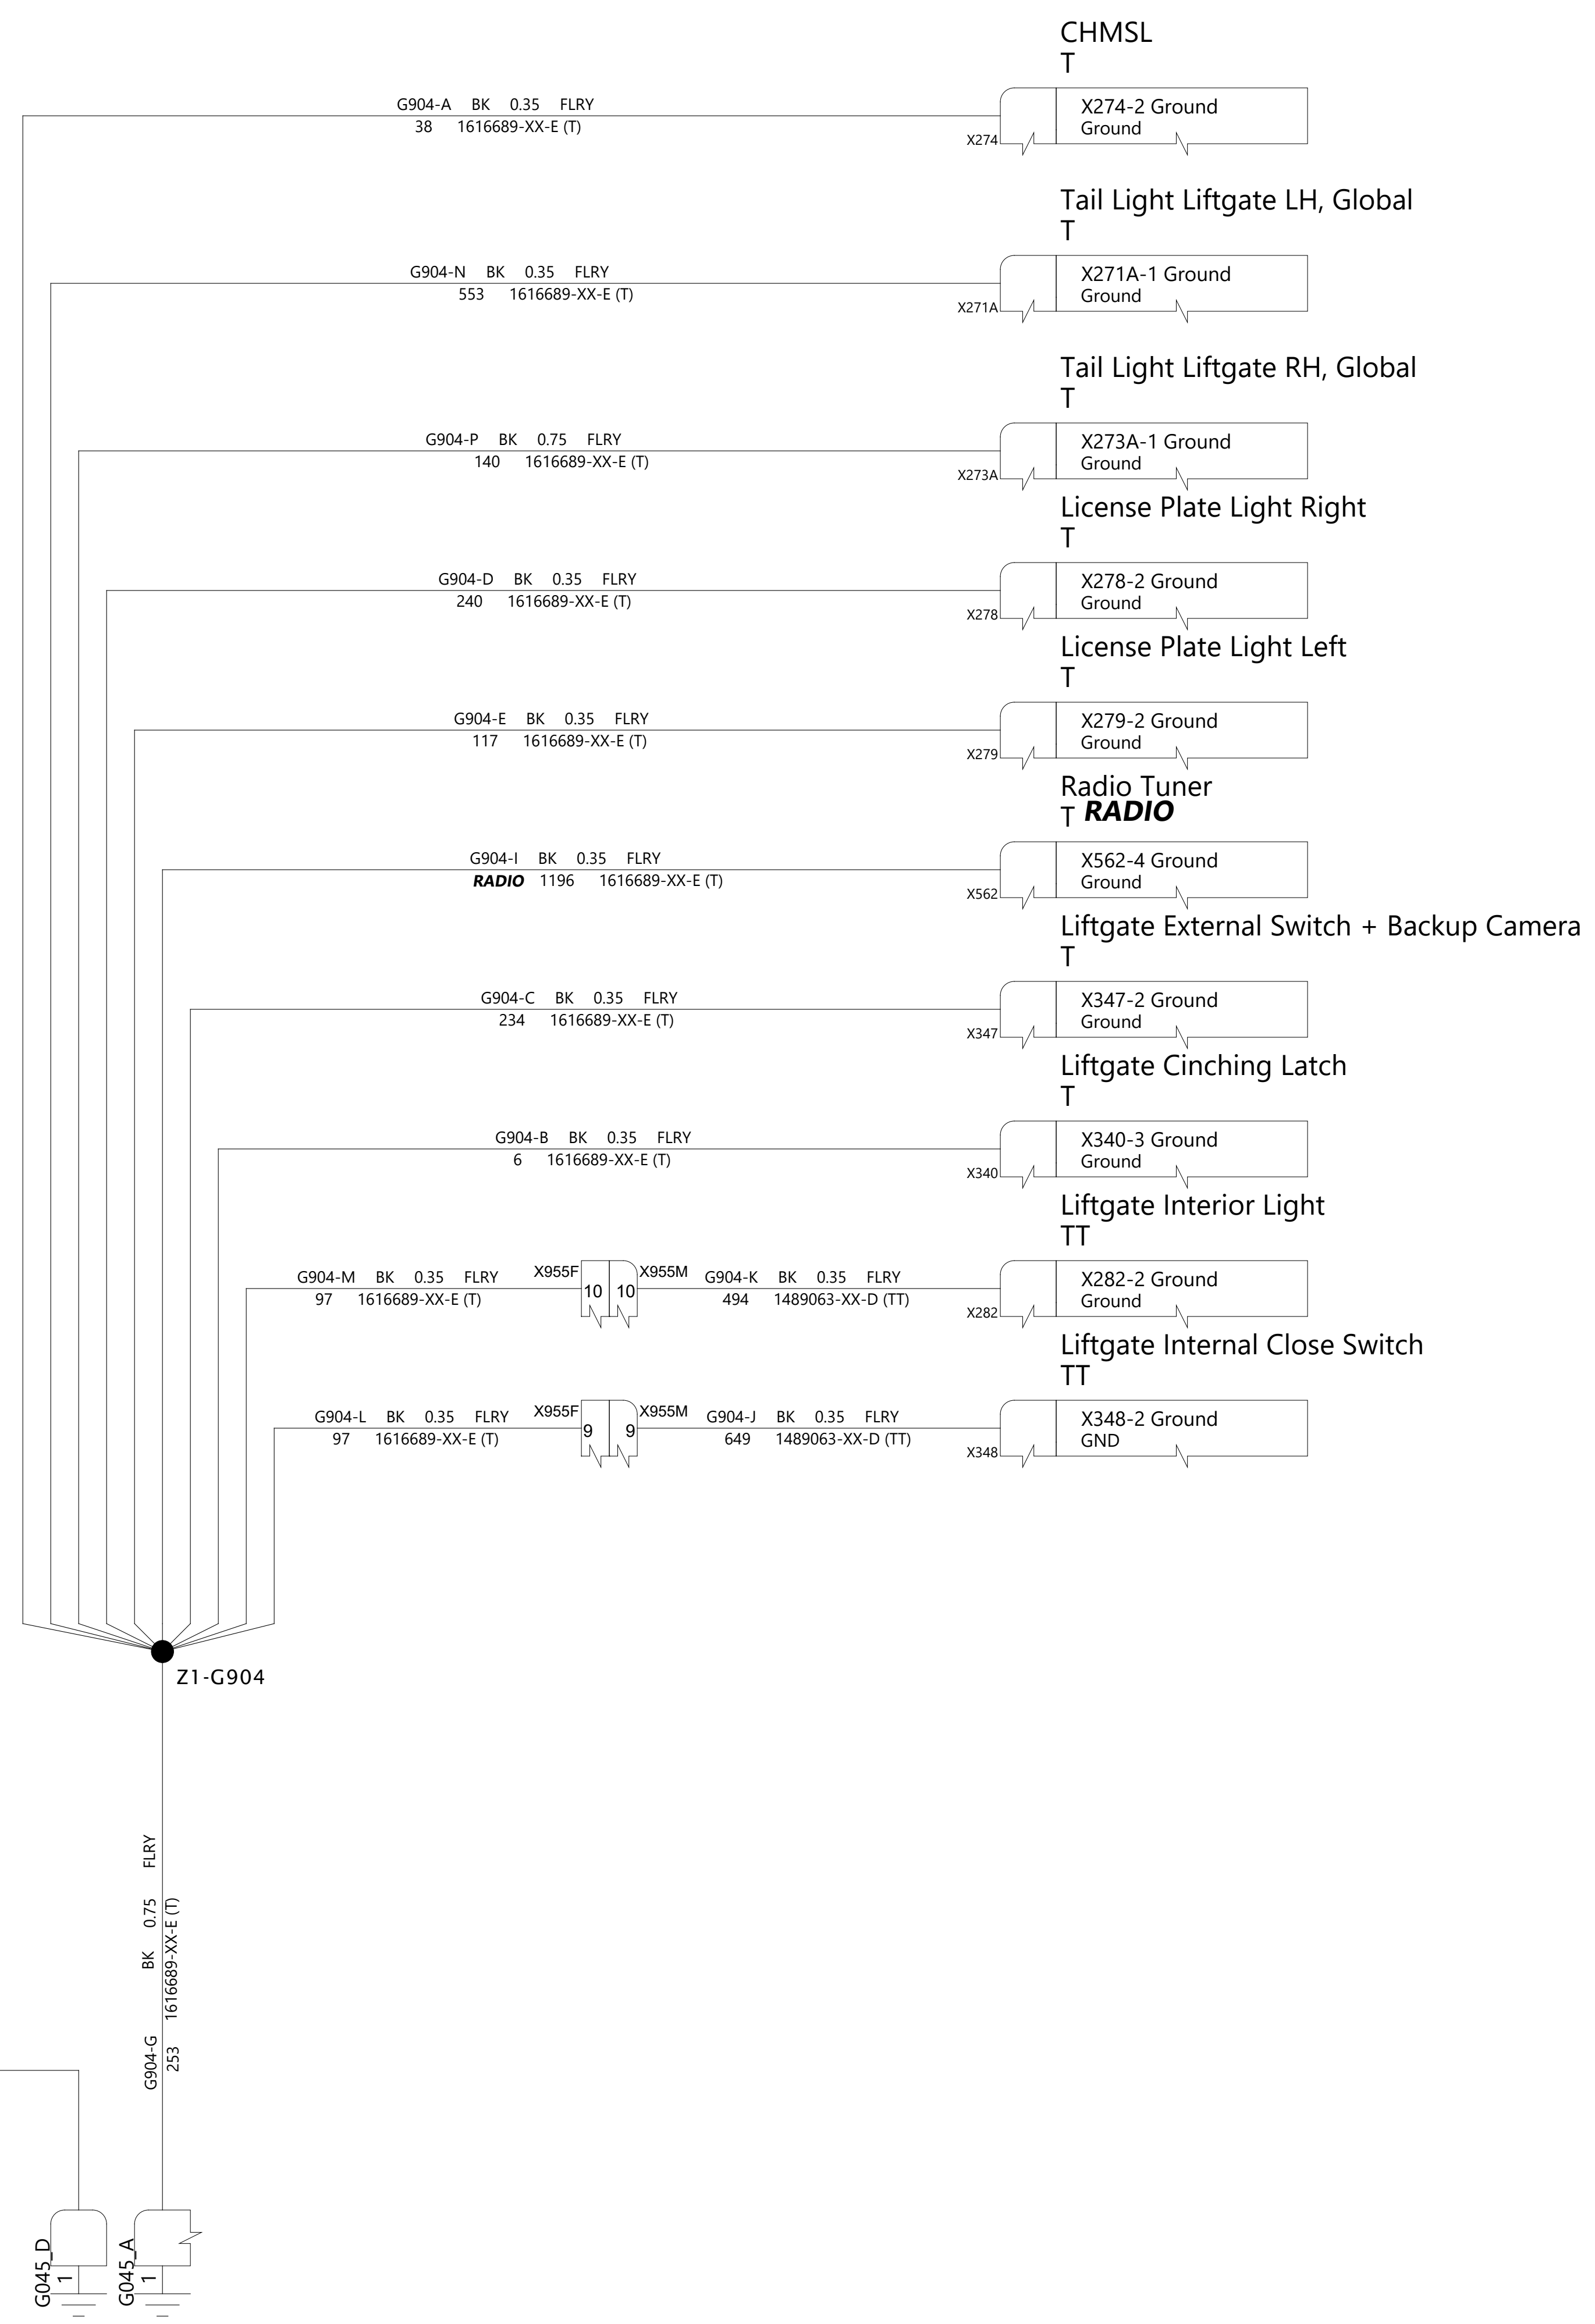 CHMSL
T
G904-A BK 0.35 FLRY
38 1616689-XX-E (T)
X274
X274-2 Ground
Ground
Tail Light Liftgate LH, Global
T
G904-N BK 0.35 FLRY
553 1616689-XX-E (T)
X271A
X271A-1 Ground
Ground
Tail Light Liftgate RH, Global
T
G904-P BK 0.75 FLRY
140 1616689-XX-E (T)
X273A
X273A-1 Ground
Ground
License Plate Light Right
T
G904-D BK 0.35 FLRY
240 1616689-XX-E (T)
X278
X278-2 Ground
Ground
License Plate Light Left
T
G904-E BK 0.35 FLRY
117 1616689-XX-E (T)
X279
X279-2 Ground
Ground
Radio Tuner
T RADIO
G904-I BK 0.35 FLRY
RADIO 1196 1616689-XX-E (T)
X562
X562-4 Ground
Ground
Liftgate External Switch + Backup Camera
T
G904-C BK 0.35 FLRY
234 1616689-XX-E (T)
X347
X347-2 Ground
Ground
Liftgate Cinching Latch
T
G904-B BK 0.35 FLRY
6 1616689-XX-E (T)
X340
X340-3 Ground
Ground
Liftgate Interior Light
TT
G904-M BK 0.35 FLRY
97 1616689-XX-E (T)
X955F
10 10
X955M
G904-K BK 0.35 FLRY
494 1489063-XX-D (TT)
X282
X282-2 Ground
Ground
Liftgate Internal Close Switch
TT
G904-L BK 0.35 FLRY
97 1616689-XX-E (T)
X955F
9 9
X955M
G904-J BK 0.35 FLRY
649 1489063-XX-D (TT)
X348
X348-2 Ground
GND
Z1-G904
G904-G BK 0.75 FLRY
253 1616689-XX-E (T)
G045_D
1
G045_A
1